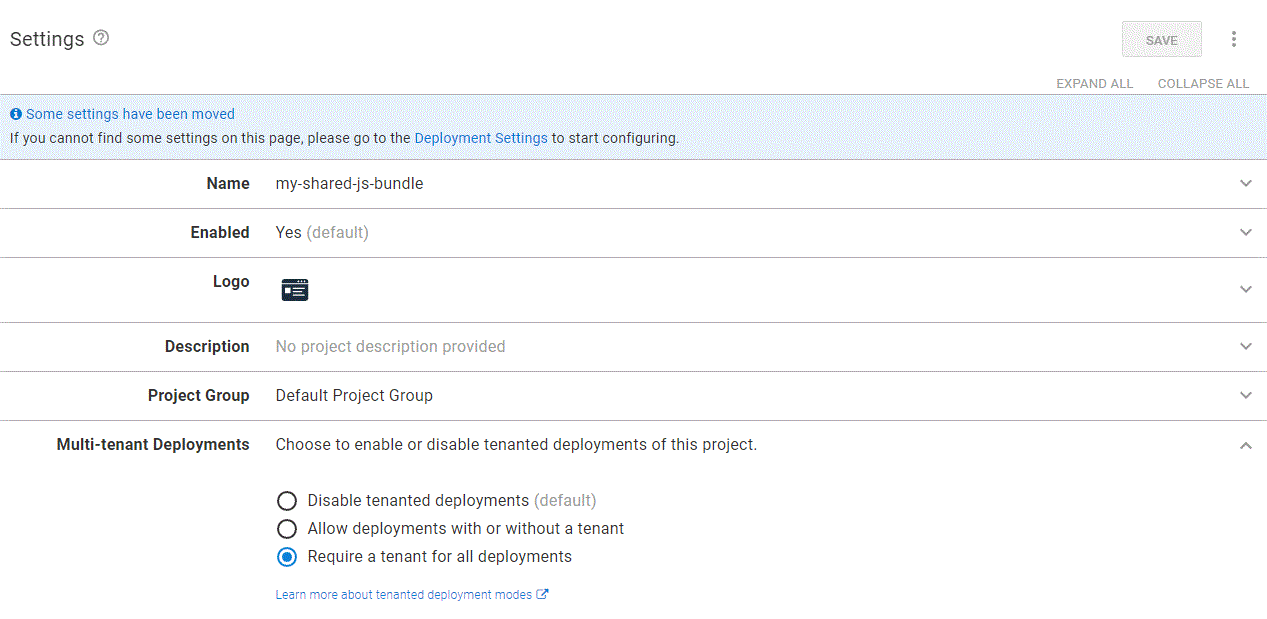 Settings
SAVE
EXPAND ALL COLLAPSE ALL
Some settings have been moved
If you cannot find some settings on this page, please go to the Deployment Settings to start configuring.
Name my-shared-js-bundle
Enabled Yes (default)
Logo
Description No project description provided
Project Group Default Project Group
Multi-tenant Deployments Choose to enable or disable tenanted deployments of this project.
Disable tenanted deployments (default)
Allow deployments with or without a tenant
Require a tenant for all deployments
Learn more about tenanted deployment modes